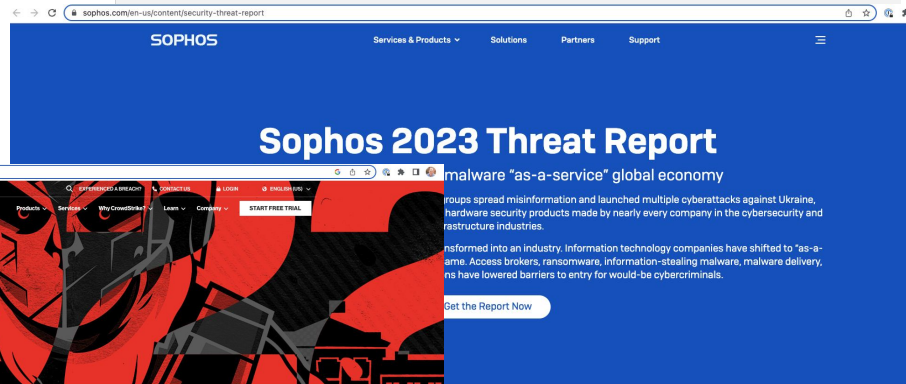 sophos.com/en-us/content/security-threat-report
SOPHOS
Services & Products
Solutions
Partners
Support
Sophos 2023 Threat Report
malware "as-a-service" global economy
groups spread misinformation and launched multiple cyberattacks against Ukraine,
hardware security products made by nearly every company in the cybersecurity and
rastructure industries.
nsformed into an industry. Information technology companies have shifted to "as-a-
ame. Access brokers, ransomware, information-stealing malware, malware delivery,
ns have lowered barriers to entry for would-be cybercriminals.
Get the Report Now
EXPERIENCED A BREACH?
CONTACT US
LOGIN
ENGLISH (US)
Products
Services
Why CrowdStrike?
Learn
Company
START FREE TRIAL